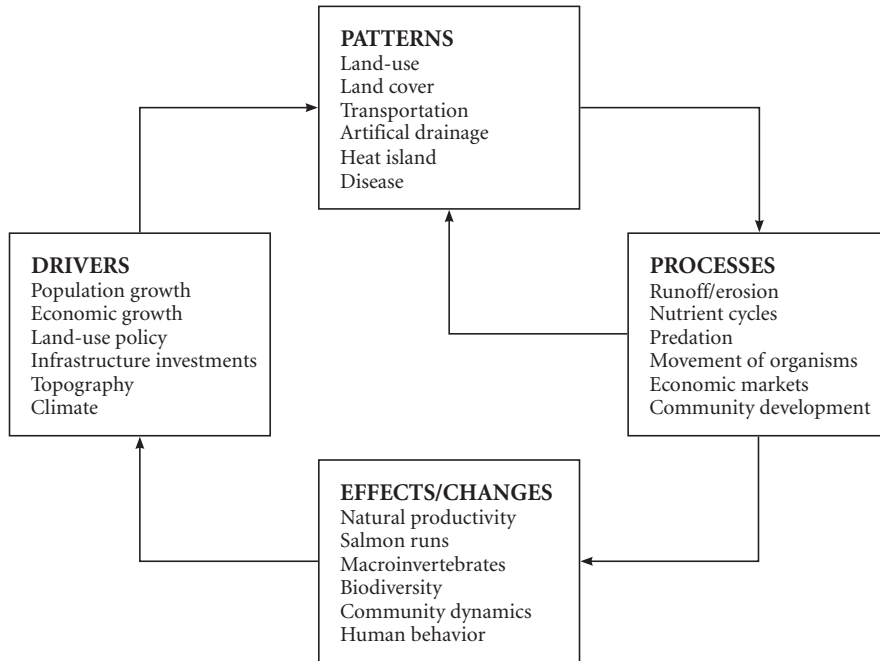 PATTERNS
Land-use
Land cover
Transportation
Artifical drainage
Heat island
Disease
DRIVERS
Population growth
Economic growth
Land-use policy
Infrastructure investments
Topography
Climate
PROCESSES
Runoff/erosion
Nutrient cycles
Predation
Movement of organisms
Economic markets
Community development
EFFECTS/CHANGES
Natural productivity
Salmon runs
Macroinvertebrates
Biodiversity
Community dynamics
Human behavior